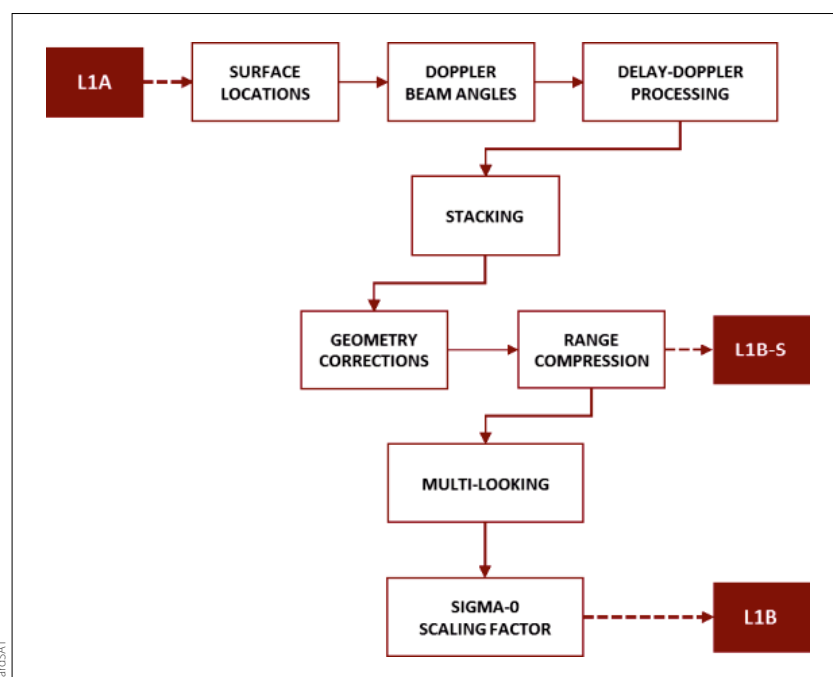 L1A
SURFACE
LOCATIONS
DOPPLER
BEAM ANGLES
DELAY-DOPPLER
PROCESSING
STACKING
GEOMETRY
CORRECTIONS
RANGE
COMPRESSION
L1B-S
MULTI-LOOKING
SIGMA-0
SCALING FACTOR
L1B